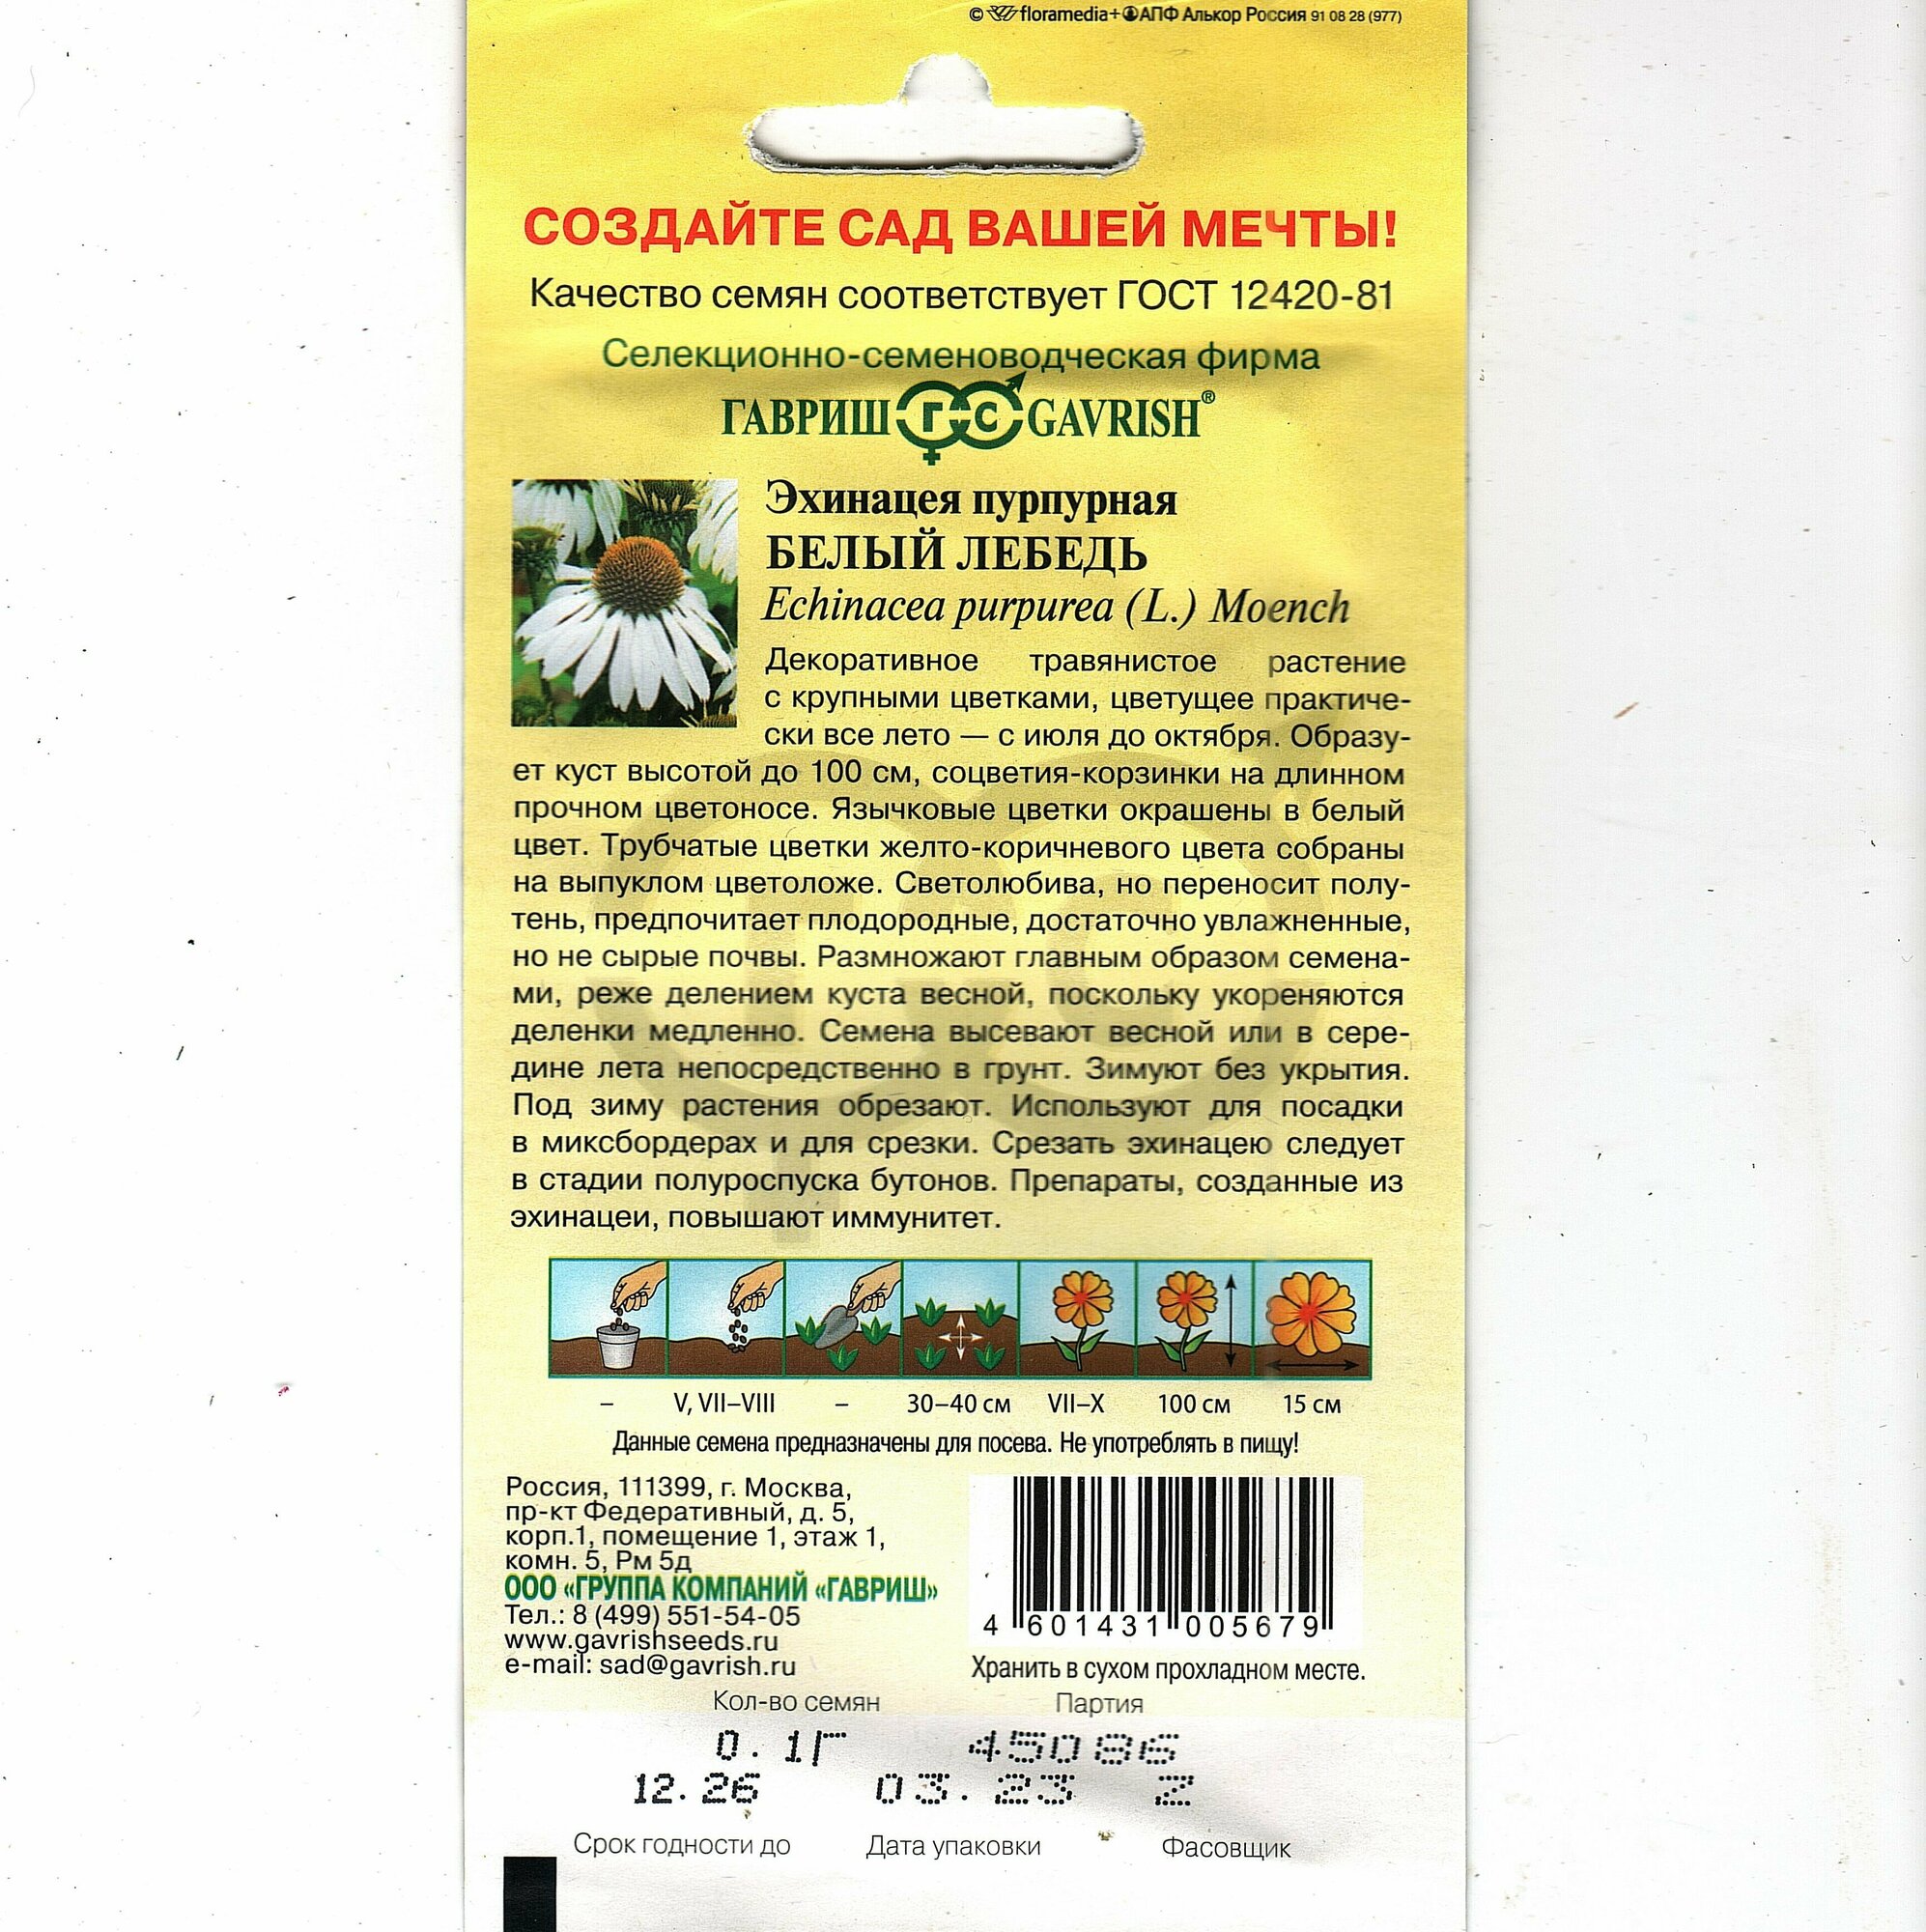 © floramedia+АПФ Алькор Россия 91 08 28 (977)
СОЗДАЙТЕ САД ВАШЕЙ МЕЧТЫ!
Качество семян соответствует ГОСТ 12420-81
Селекционно-семеноводческая фирма
ГАВРИШ ГС GAVRISH®
Эхинацея пурпурная
БЕЛЫЙ ЛЕБЕДЬ
Echinacea purpurea (L.) Moench
Декоративное травянистое растение
с крупными цветками, цветущее практиче-
ски все лето — с июля до октября. Образу-
ет куст высотой до 100 см, соцветия-корзинки на длинном
прочном цветоносе. Язычковые цветки окрашены в белый
цвет. Трубчатые цветки желто-коричневого цвета собраны
на выпуклом цветоложе. Светолюбива, но переносит полу-
тень, предпочитает плодородные, достаточно увлажненные,
но не сырые почвы. Размножают главным образом семена-
ми, реже делением куста весной, поскольку укореняются
деленки медленно. Семена высевают весной или в сере-
дине лета непосредственно в грунт. Зимуют без укрытия.
Под зиму растения обрезают. Используют для посадки
в миксбордерах и для срезки. Срезать эхинацею следует
в стадии полуроспуска бутонов. Препараты, созданные из
эхинацеи, повышают иммунитет.
– V, VII–VIII – 30–40 см VII–X 100 см 15 см
Данные семена предназначены для посева. Не употреблять в пищу!
Россия, 111399, г. Москва,
пр-кт Федеративный, д. 5,
корп.1, помещение 1, этаж 1,
комн. 5, Рм 5д
ООО «ГРУППА КОМПАНИЙ «ГАВРИШ»
Тел.: 8 (499) 551-54-05
www.gavrishseeds.ru
e-mail: sad@gavrish.ru
4 601431 005679
Хранить в сухом прохладном месте.
Кол-во семян Партия
0.1Г 45086
12.26 03.23 2
Срок годности до Дата упаковки Фасовщик